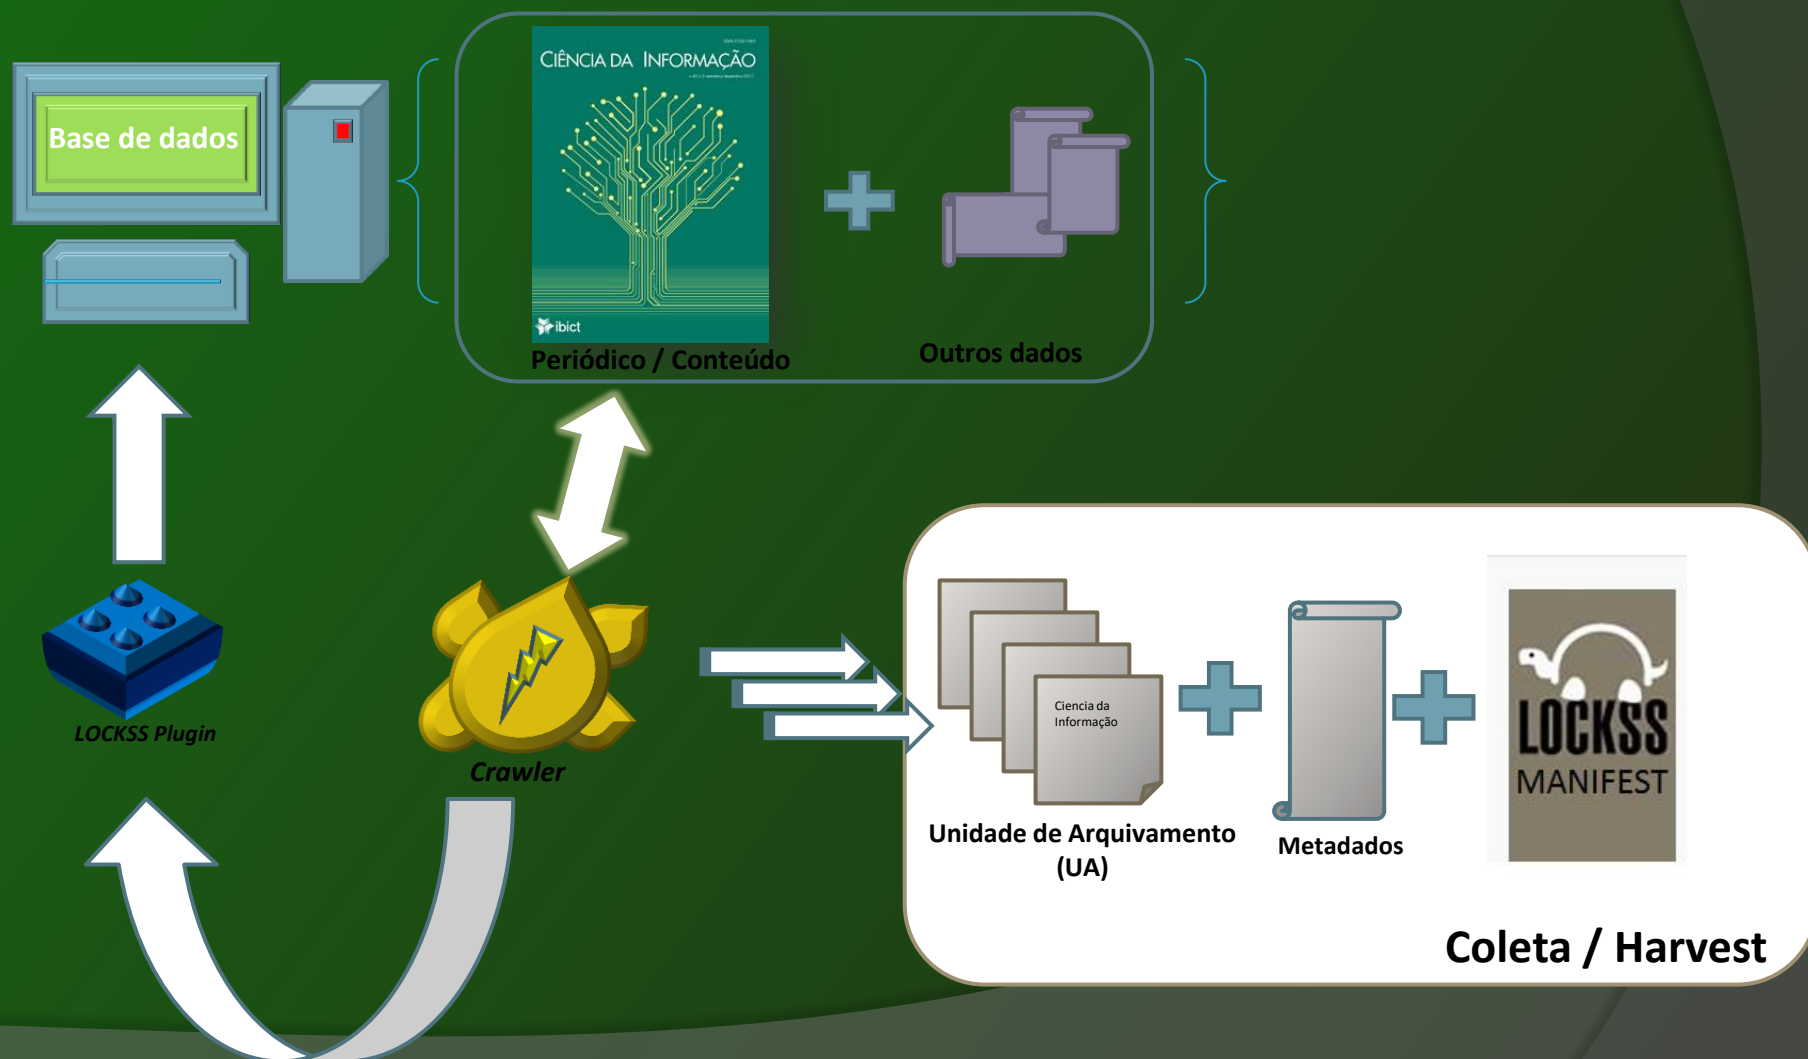 Base de dados
CIÊNCIA DA INFORMAÇÃO
ibict
Periódico / Conteúdo
Outros dados
LOCKSS Plugin
Crawler
Ciencia da
Informação
Unidade de Arquivamento
(UA)
Metadados
LOCKSS
MANIFEST
Coleta / Harvest